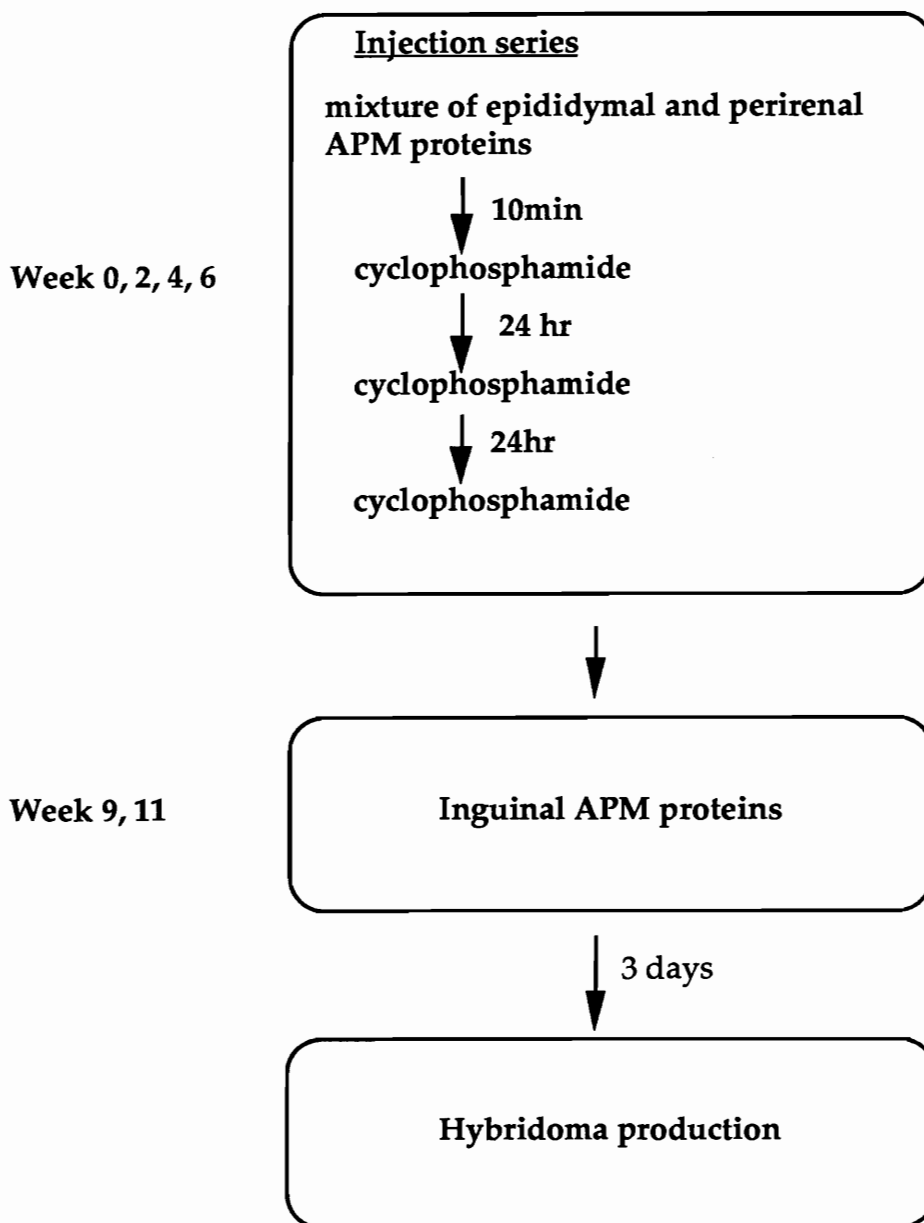 Injection series
mixture of epididymal and perirenal
APM proteins
10min
cyclophosphamide
Week 0, 2, 4, 6
24 hr
cyclophosphamide
24hr
cyclophosphamide
Week 9, 11
Inguinal APM proteins
3 days
Hybridoma production